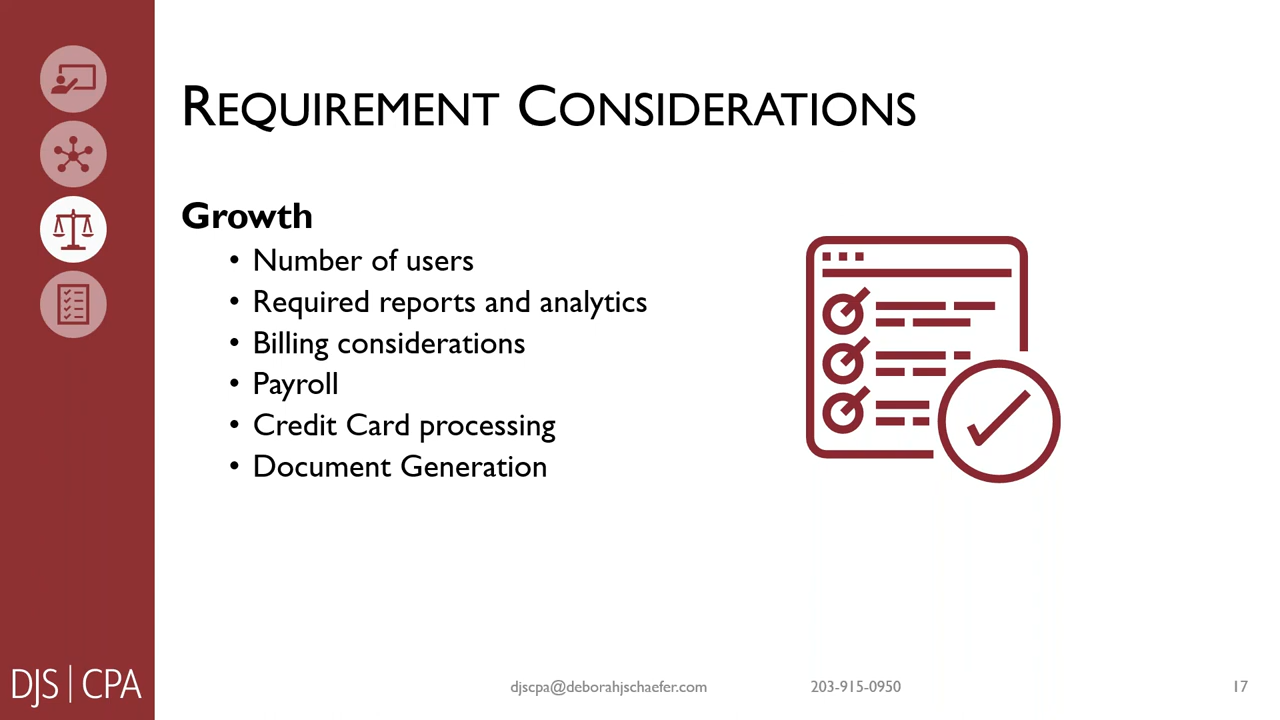 REQUIREMENT CONSIDERATIONS
Growth
• Number of users
• Required reports and analytics
• Billing considerations
• Payroll
• Credit Card processing
• Document Generation
DJS | CPA
djscpa@deborahjschaefer.com 203-915-0950 17